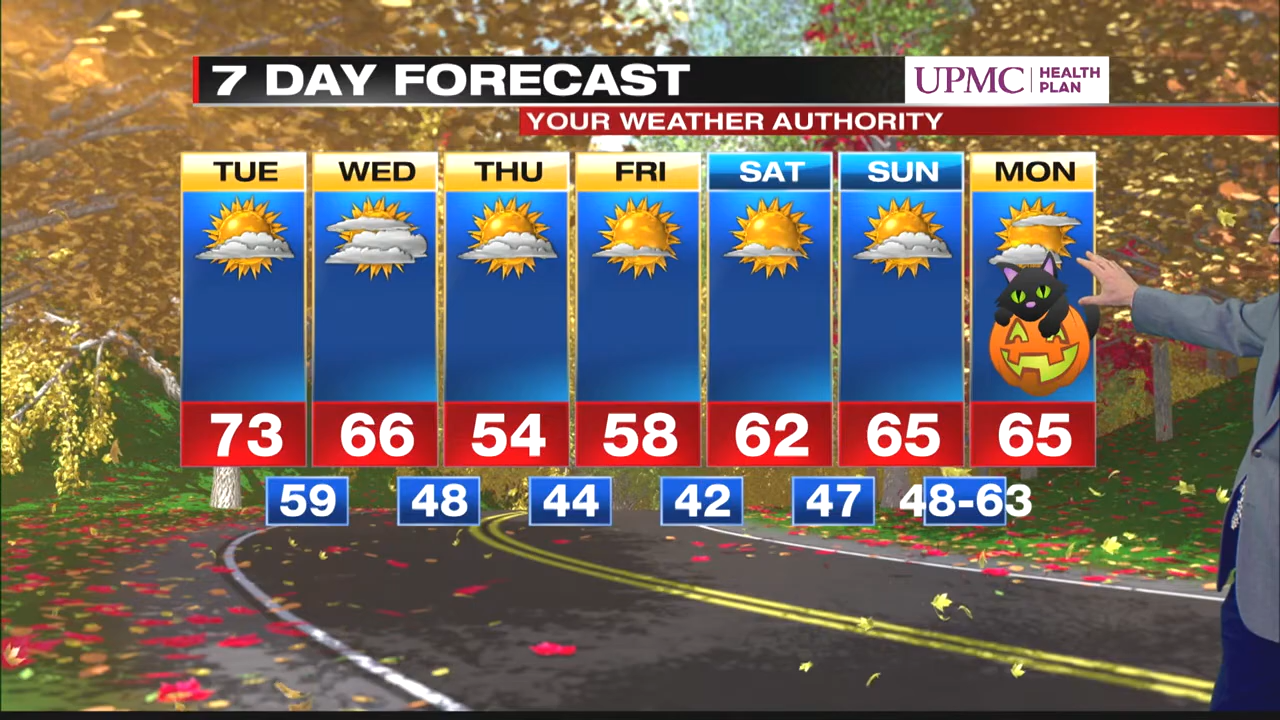 7 DAY FORECAST
UPMC HEALTH PLAN
YOUR WEATHER AUTHORITY
TUE WED THU FRI SAT SUN MON
73 66 54 58 62 65 65
59 48 44 42 47 48-63